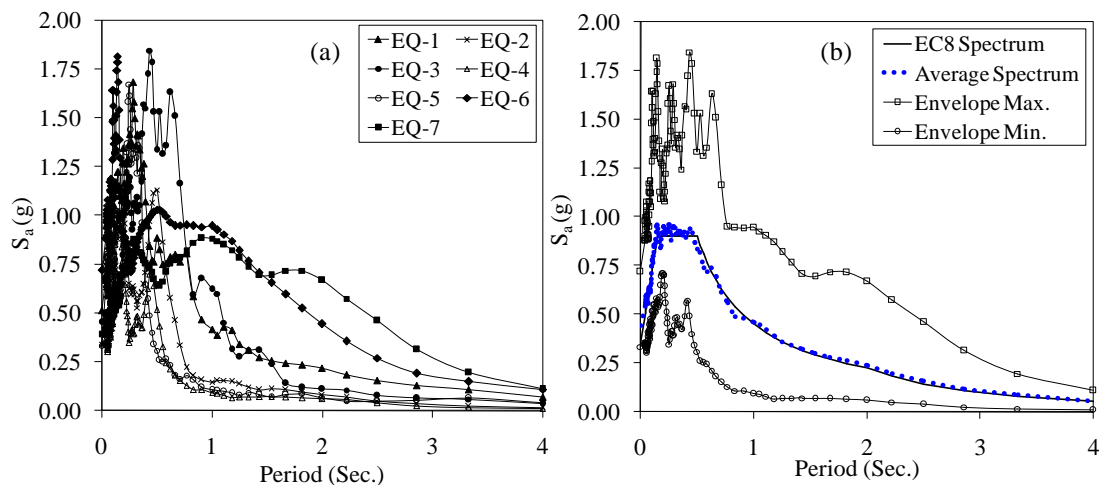 2.00
1.75
1.50
1.25
1.00
0.75
0.50
0.25
0.00
Sa (g)
(a)
EQ-1 EQ-2
EQ-3 EQ-4
EQ-5 EQ-6
EQ-7
0 1 2 3 4
Period (Sec.)
2.00
1.75
1.50
1.25
1.00
0.75
0.50
0.25
0.00
Sa (g)
(b)
EC8 Spectrum
Average Spectrum
Envelope Max.
Envelope Min.
0 1 2 3 4
Period (Sec.)